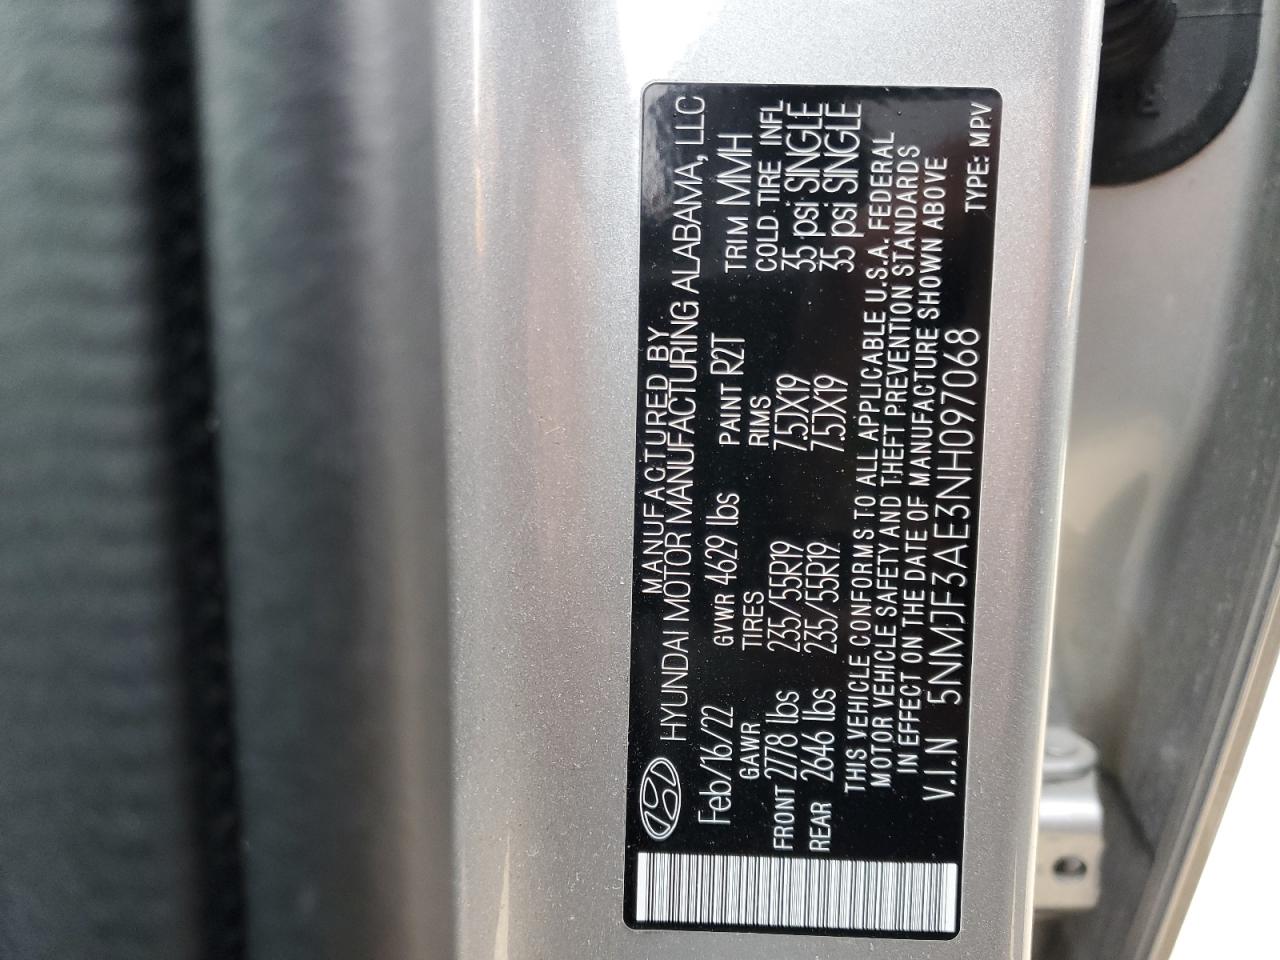 MANUFACTURED BY
HYUNDAI MOTOR MANUFACTURING ALABAMA, LLC
Feb/16/22 GVWR 4629 lbs PAINT R2T TRIM MMH
GAWR TIRES RIMS COLD TIRE INFL
FRONT 2778 lbs 235/55R19 7.5JX19 35 psi SINGLE
REAR 2646 lbs 235/55R19 7.5JX19 35 psi SINGLE
THIS VEHICLE CONFORMS TO ALL APPLICABLE U.S.A. FEDERAL
MOTOR VEHICLE SAFETY AND THEFT PREVENTION STANDARDS
IN EFFECT ON THE DATE OF MANUFACTURE SHOWN ABOVE
V.I.N 5NMJF3AE3NH097068 TYPE: MPV